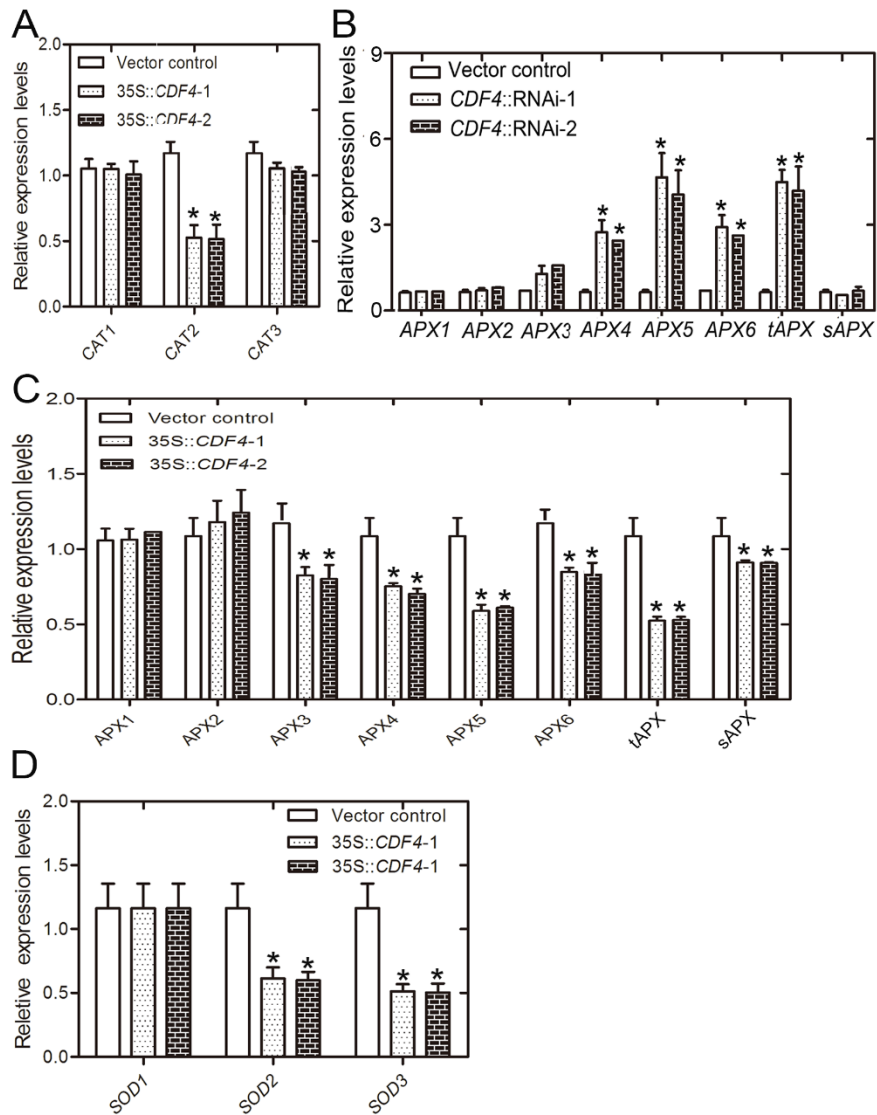 A
Relative expression levels
2.0
1.5
1.0
0.5
0.0
Vector control
35S::CDF4-1
35S::CDF4-2
* *
CAT1 CAT2 CAT3
B
Relative expression levels
9
6
3
0
Vector control
CDF4::RNAi-1
CDF4::RNAi-2
* * * * * * * *
APX1 APX2 APX3 APX4 APX5 APX6 tAPX sAPX
C
Relative expression levels
2.0
1.5
1.0
0.5
0.0
Vector control
35S::CDF4-1
35S::CDF4-2
* * * * * * * * * * * *
APX1 APX2 APX3 APX4 APX5 APX6 tAPX sAPX
D
Reletive expression levels
2.0
1.5
1.0
0.5
0.0
Vector control
35S::CDF4-1
35S::CDF4-1
* * * *
SOD1 SOD2 SOD3